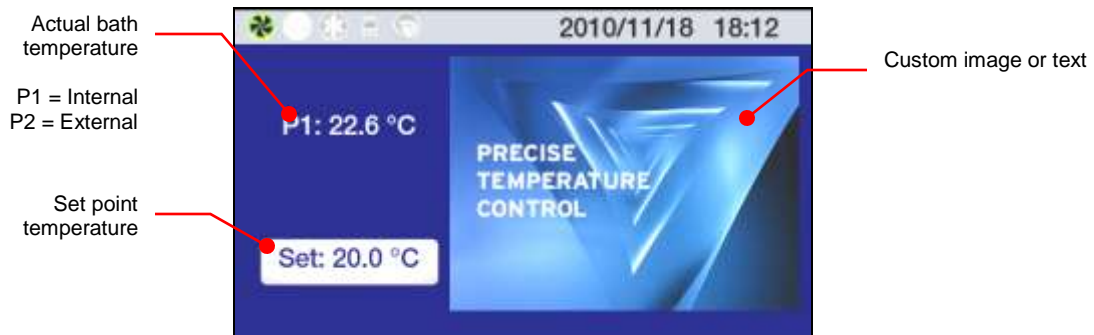 Actual bath
temperature
P1 = Internal
P2 = External
Set point
temperature
2010/11/18 18:12
P1: 22.6 °C
Set: 20.0 °C
PRECISE
TEMPERATURE
CONTROL
Custom image or text